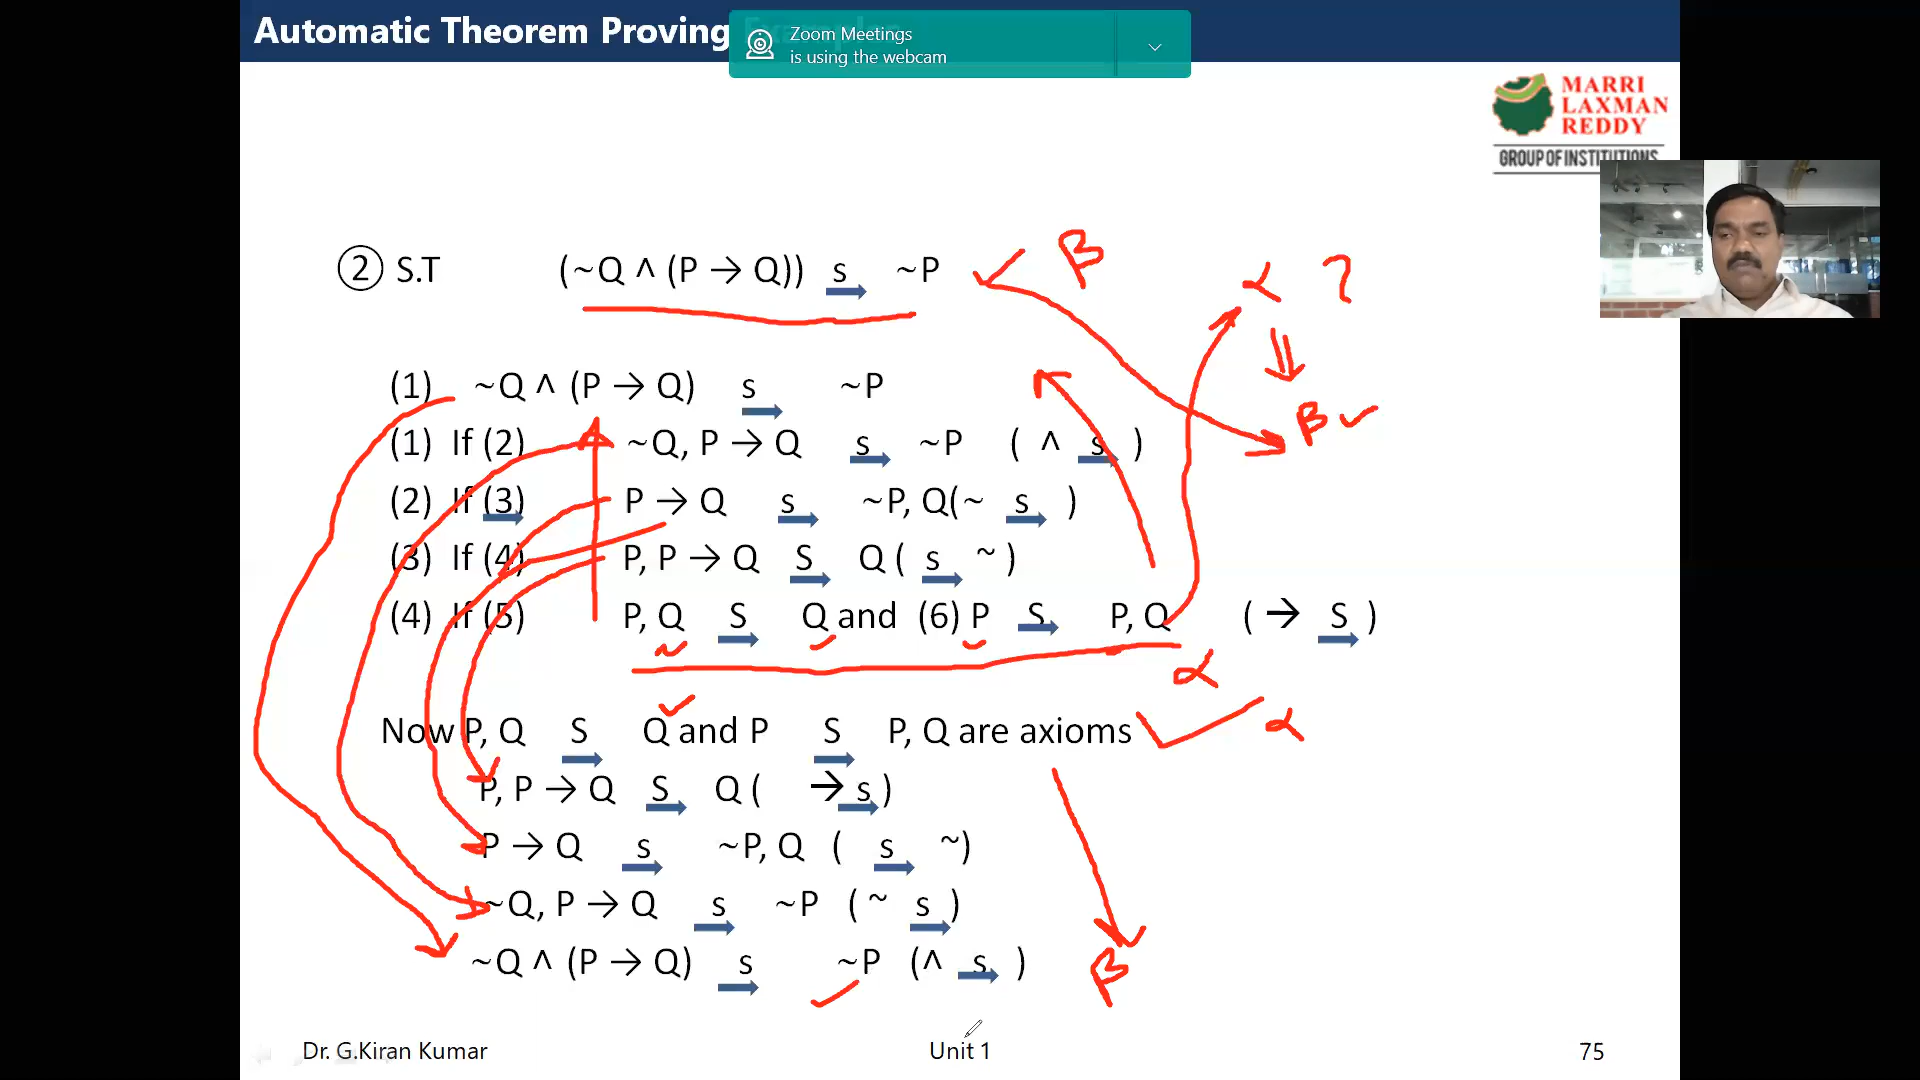 Automatic Theorem Proving
Zoom Meetings
is using the webcam
MARRI
LAXMAN
REDDY
GROUP OF INSTITUTIONS
② S.T (~Q ∧ (P → Q)) s ~P
β
α ?
(1) ~Q ∧ (P → Q) s ~P
β
(1) If (2) ~Q, P → Q s ~P ( ∧ s )
(2) If (3) P → Q s ~P, Q(~ s )
(3) If (4) P, P → Q S Q ( s ~ )
(4) If (5) P, Q S Q and (6) P S P, Q ( → S )
α
Now P, Q S Q and P S P, Q are axioms
α
P, P → Q S Q ( → s )
P → Q s ~P, Q ( s ~)
~Q, P → Q s ~P ( ~ s )
~Q ∧ (P → Q) s ~P (∧ s )
β
Dr. G.Kiran Kumar Unit 1 75